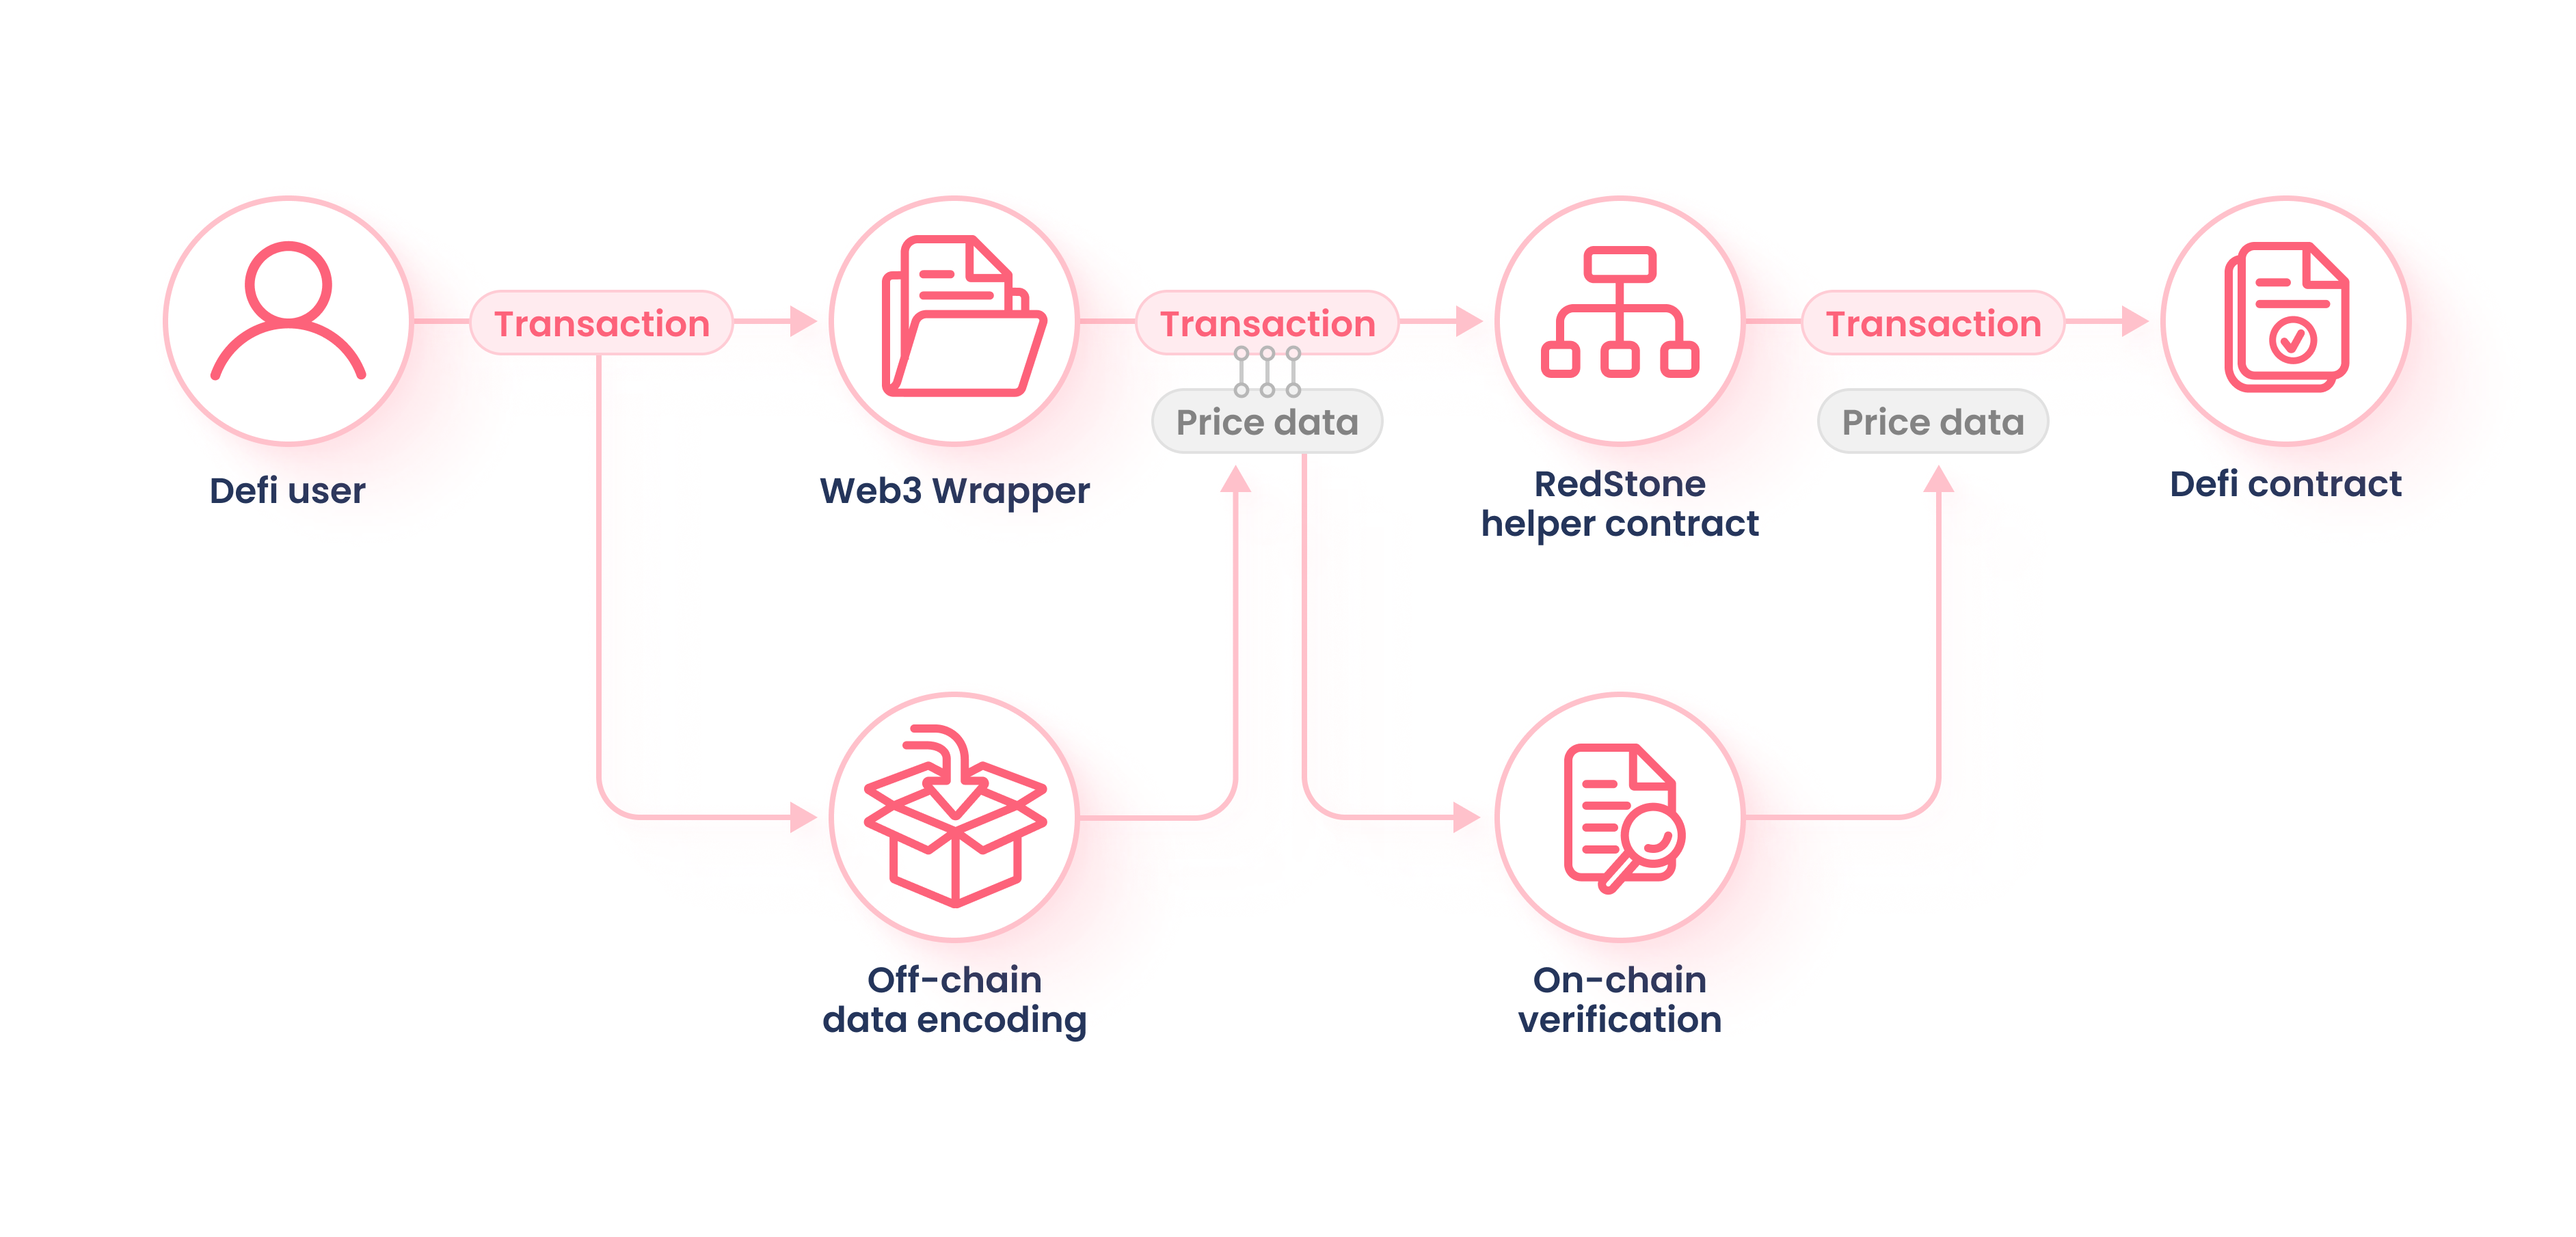 Transaction
Transaction
Transaction
Price data
Price data
Defi user
Web3 Wrapper
RedStone
helper contract
Defi contract
Off-chain
data encoding
On-chain
verification